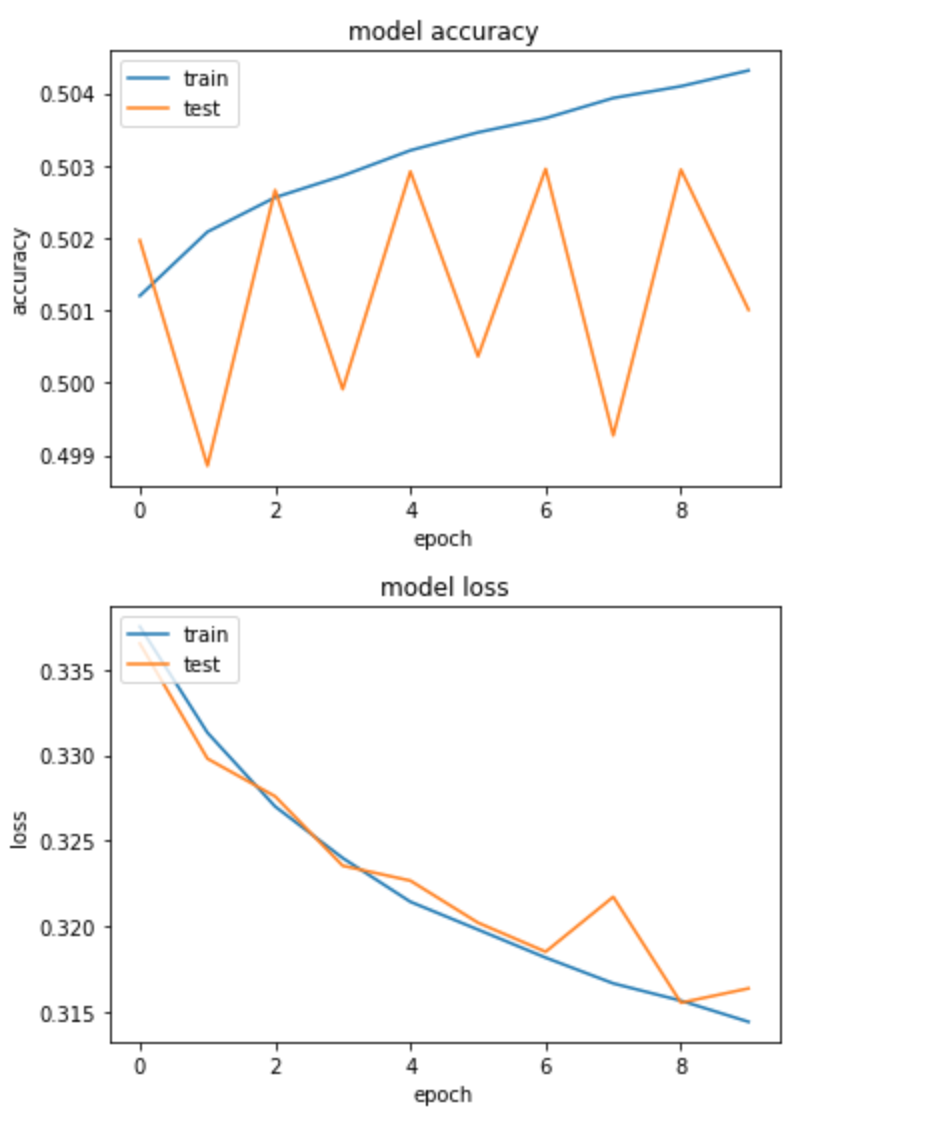 model accuracy
train
test
0.504
0.503
0.502
0.501
0.500
0.499
accuracy
0 2 4 6 8
epoch
model loss
train
test
0.335
0.330
0.325
0.320
0.315
loss
0 2 4 6 8
epoch